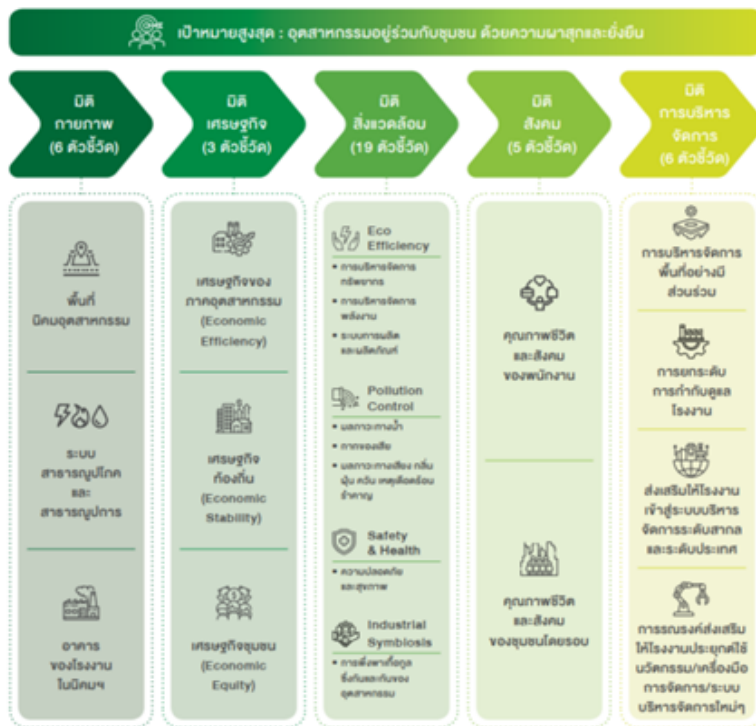 เป้าหมายสูงสุด : อุตสาหกรรมอยู่ร่วมกับชุมชน ด้วยความผาสุกและยั่งยืน
มิติ
กายภาพ
(6 ตัวชี้วัด)
พื้นที่
นิคมอุตสาหกรรม
ระบบ
สาธารณูปโภค
และ
สาธารณูปการ
อาคาร
ของโรงงาน
ในนิคมฯ
มิติ
เศรษฐกิจ
(3 ตัวชี้วัด)
เศรษฐกิจของ
ภาคอุตสาหกรรม
(Economic
Efficiency)
เศรษฐกิจ
ท้องถิ่น
(Economic
Stability)
เศรษฐกิจชุมชน
(Economic
Equity)
มิติ
สิ่งแวดล้อม
(19 ตัวชี้วัด)
Eco
Efficiency
• การบริหารจัดการ
ทรัพยากร
• การบริหารจัดการ
พลังงาน
• ระบบการผลิต
และผลิตภัณฑ์
Pollution
Control
• มลภาวะทางน้ำ
• กากของเสีย
• มลภาวะทางเสียง กลิ่น
ฝุ่น ควัน เหตุเดือดร้อน
รำคาญ
Safety
& Health
• ความปลอดภัย
และสุขภาพ
Industrial
Symbiosis
• การพึ่งพาเกื้อกูล
ซึ่งกันและกันของ
อุตสาหกรรม
มิติ
สังคม
(5 ตัวชี้วัด)
คุณภาพชีวิต
และสังคม
ของพนักงาน
คุณภาพชีวิต
และสังคม
ของชุมชนโดยรอบ
มิติ
การบริหาร
จัดการ
(6 ตัวชี้วัด)
การบริหารจัดการ
พื้นที่อย่างมี
ส่วนร่วม
การยกระดับ
การกำกับดูแล
โรงงาน
ส่งเสริมให้โรงงาน
เข้าสู่ระบบบริหาร
จัดการระดับสากล
และระดับประเทศ
การรณรงค์ส่งเสริม
ให้โรงงานประยุกต์ใช้
นวัตกรรม/เครื่องมือ
การจัดการ/ระบบ
บริหารจัดการใหม่ๆ